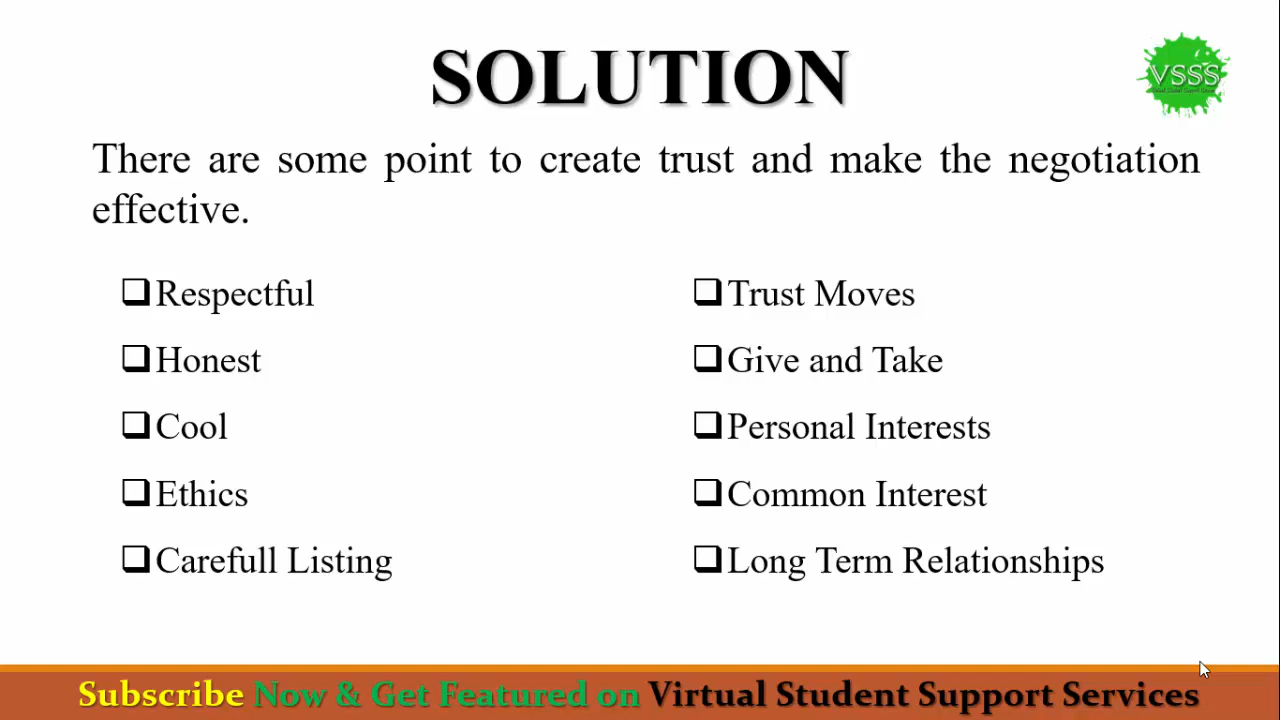 SOLUTION
VSSS
There are some point to create trust and make the negotiation
effective.
Respectful
Honest
Cool
Ethics
Carefull Listing
Trust Moves
Give and Take
Personal Interests
Common Interest
Long Term Relationships
Subscribe Now & Get Featured on Virtual Student Support Services